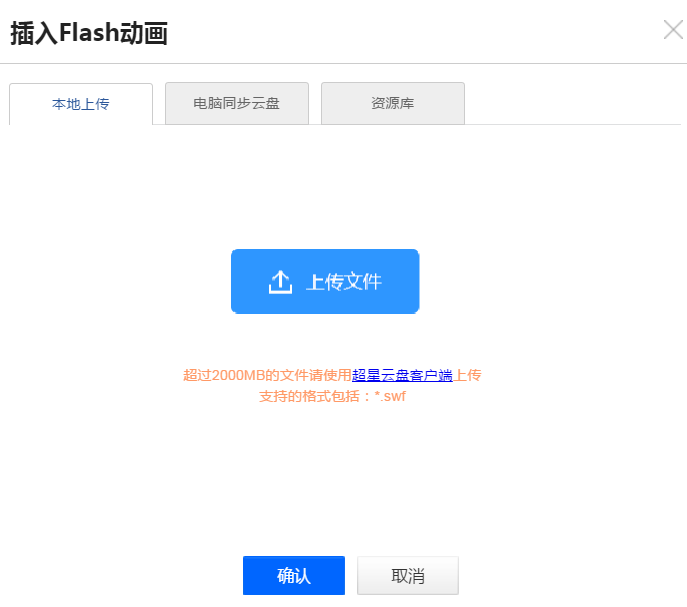 插入Flash动画
本地上传
电脑同步云盘
资源库
上传文件
超过2000MB的文件请使用超星云盘客户端上传
支持的格式包括：*.swf
确认
取消